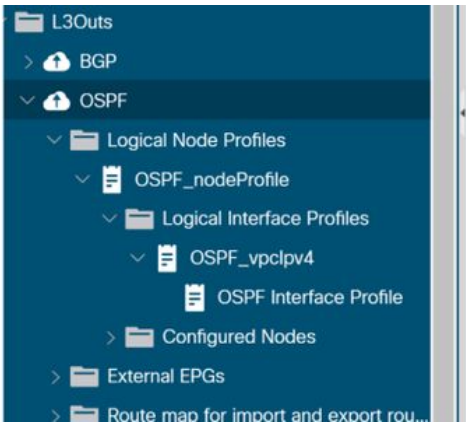 L3Outs
BGP
OSPF
Logical Node Profiles
OSPF_nodeProfile
Logical Interface Profiles
OSPF_vpcIpv4
OSPF Interface Profile
Configured Nodes
External EPGs
Route map for import and export rou...